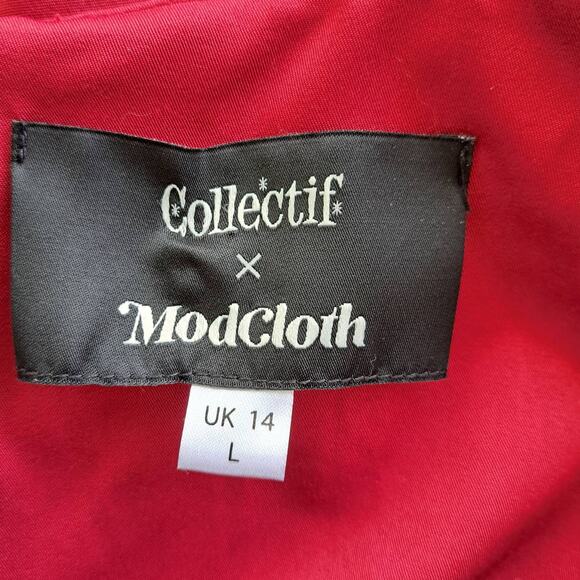 Collectif
×
ModCloth
UK 14
L